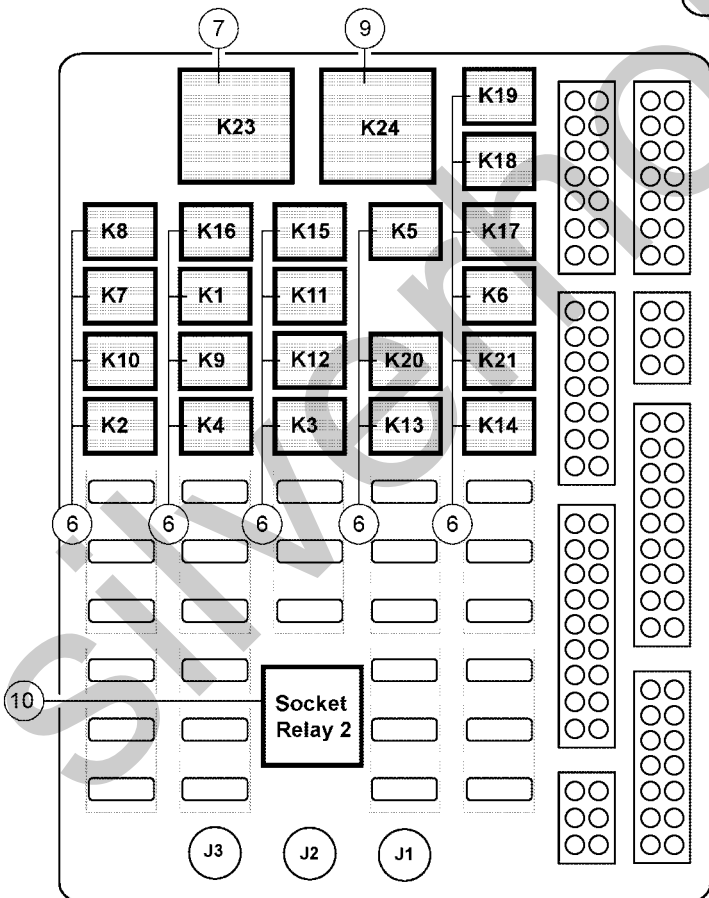 7 9
K23 K24 K19
K18
K8 K16 K15 K5 K17
K7 K1 K11 K6
K10 K9 K12 K20 K21
K2 K4 K3 K13 K14
6 6 6 6 6
10
Socket
Relay 2
J3 J2 J1
silverho